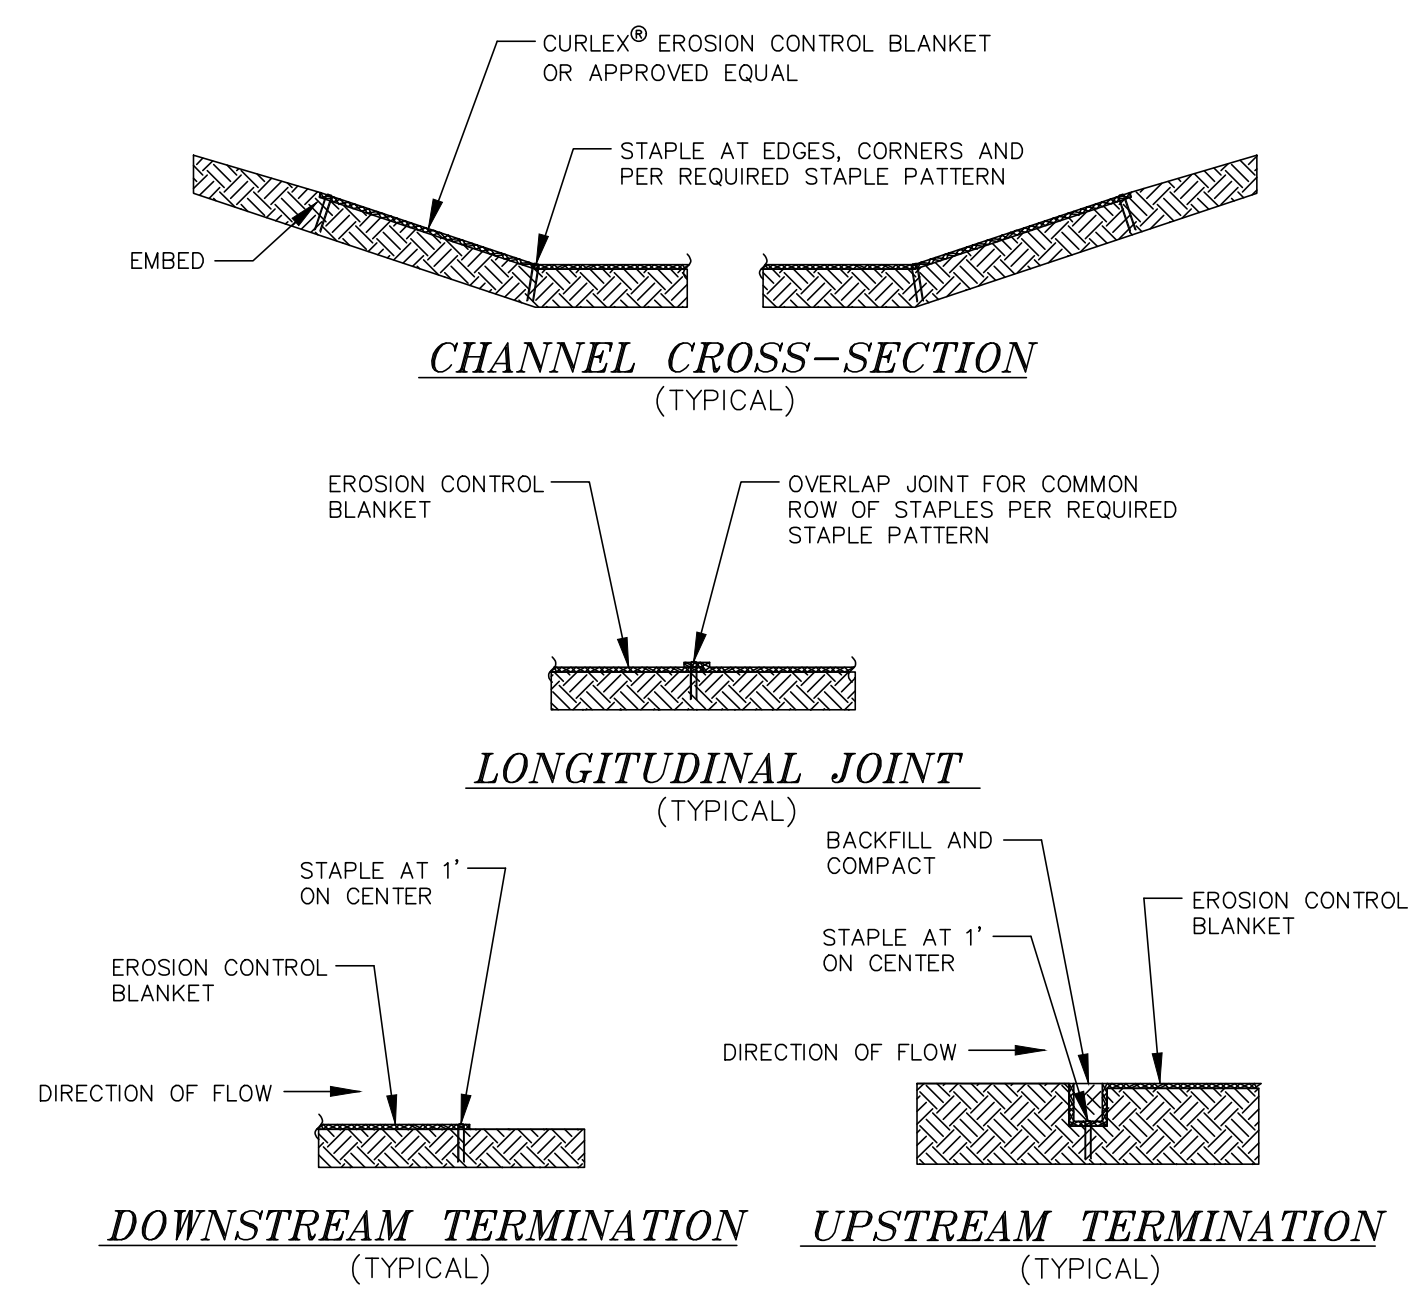 CURLEX® EROSION CONTROL BLANKET
OR APPROVED EQUAL
STAPLE AT EDGES, CORNERS AND
PER REQUIRED STAPLE PATTERN
EMBED
CHANNEL CROSS-SECTION
(TYPICAL)
EROSION CONTROL
BLANKET
OVERLAP JOINT FOR COMMON
ROW OF STAPLES PER REQUIRED
STAPLE PATTERN
LONGITUDINAL JOINT
(TYPICAL)
STAPLE AT 1'
ON CENTER
EROSION CONTROL
BLANKET
DIRECTION OF FLOW
DOWNSTREAM TERMINATION
(TYPICAL)
BACKFILL AND
COMPACT
EROSION CONTROL
BLANKET
STAPLE AT 1'
ON CENTER
DIRECTION OF FLOW
UPSTREAM TERMINATION
(TYPICAL)